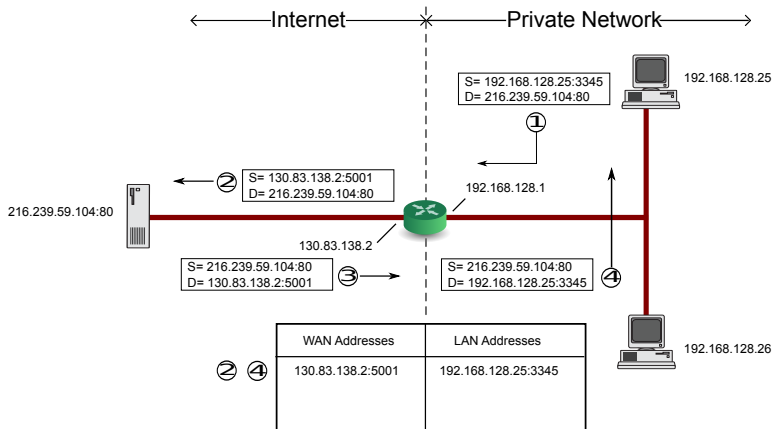 Internet
Private Network
192.168.128.25
S= 192.168.128.25:3345
D= 216.239.59.104:80
①
②
S= 130.83.138.2:5001
D= 216.239.59.104:80
192.168.128.1
216.239.59.104:80
130.83.138.2
S= 216.239.59.104:80
D= 130.83.138.2:5001
③
S= 216.239.59.104:80
D= 192.168.128.25:3345
④
192.168.128.26
WAN Addresses
LAN Addresses
② ④
130.83.138.2:5001
192.168.128.25:3345